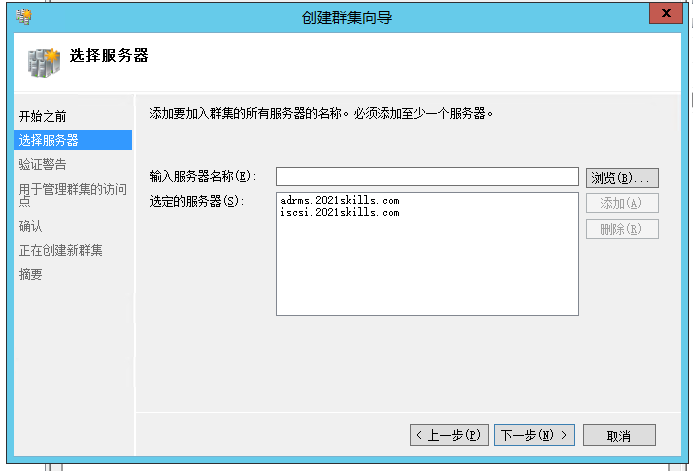 创建群集向导
x
选择服务器
开始之前
选择服务器
验证警告
用于管理群集的访问
点
确认
正在创建新群集
摘要
添加要加入群集的所有服务器的名称。必须添加至少一个服务器。
输入服务器名称(E):
浏览(B)...
选定的服务器(S):
adrms.2021skills.com
iscsi.2021skills.com
添加(A)
删除(R)
< 上一步(P)
下一步(N) >
取消